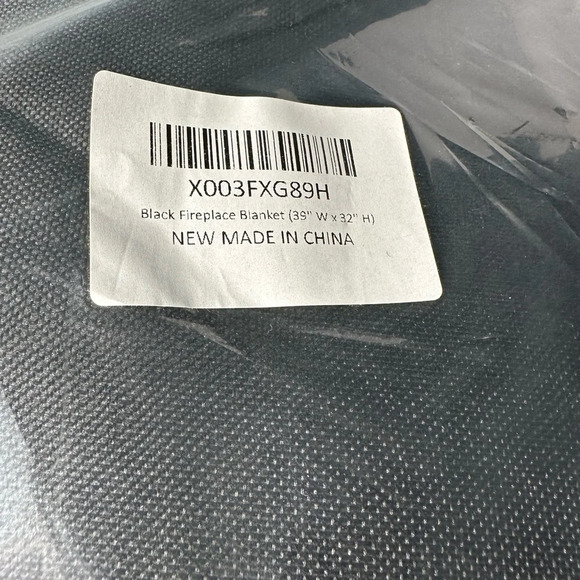 X003FXG89H
Black Fireplace Blanket (39" W x 32" H)
NEW MADE IN CHINA